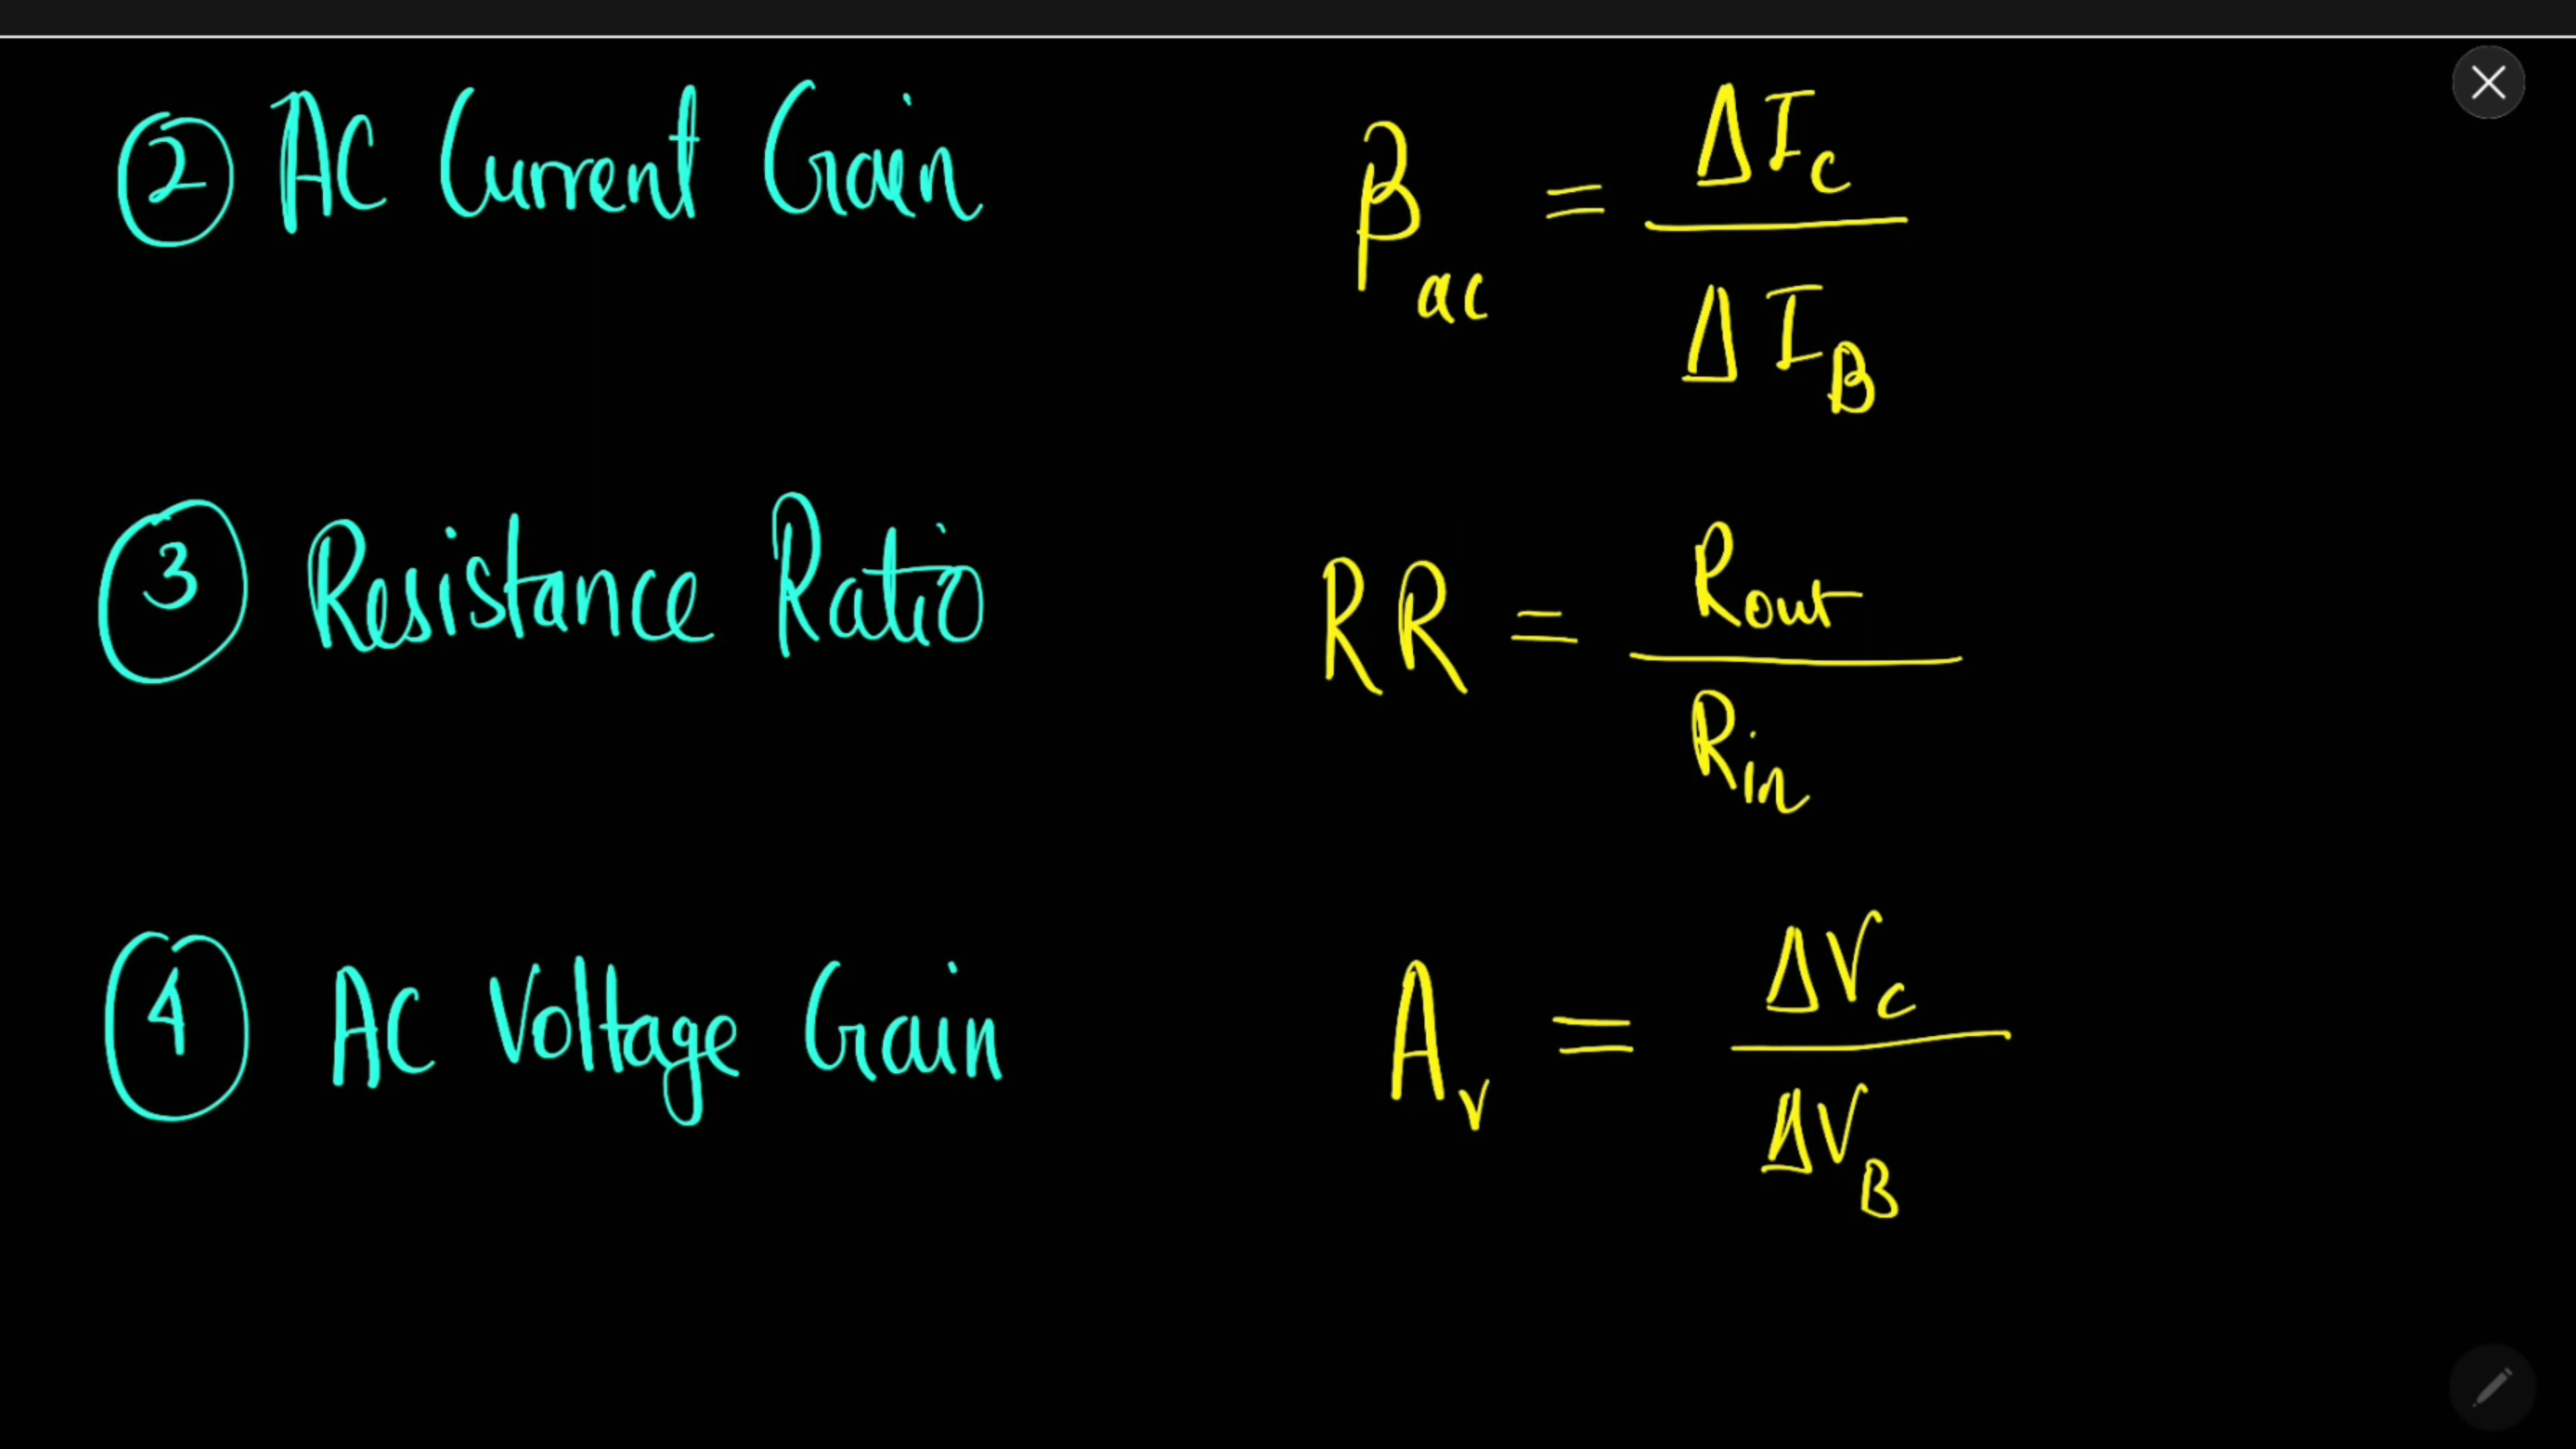 ② AC Current Gain β_ac = ΔI_C / ΔI_B
③ Resistance Ratio RR = R_out / R_in
④ AC Voltage Gain A_v = ΔV_C / ΔV_B